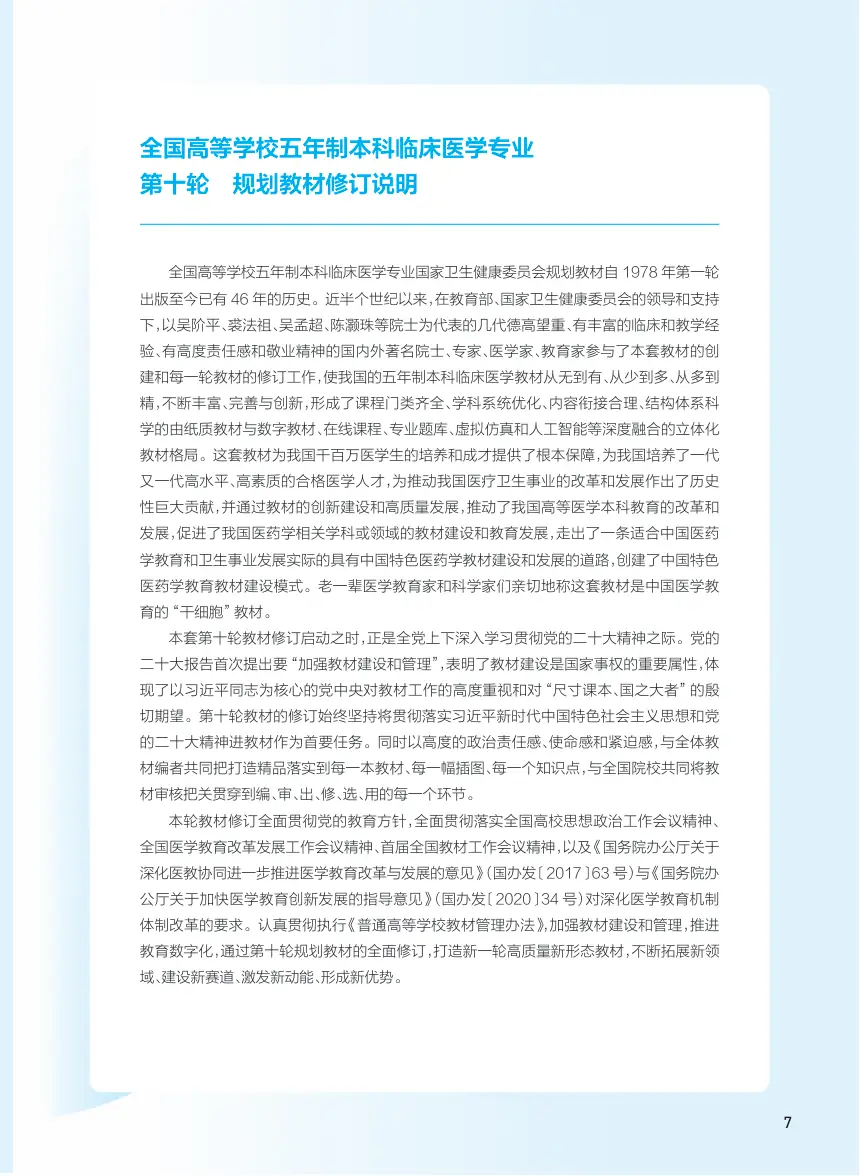 全国高等学校五年制本科临床医学专业
第十轮　规划教材修订说明
全国高等学校五年制本科临床医学专业国家卫生健康委员会规划教材自 1978 年第一轮
出版至今已有 46 年的历史。近半个世纪以来，在教育部、国家卫生健康委员会的领导和支持
下，以吴阶平、裘法祖、吴孟超、陈灏珠等院士为代表的几代德高望重、有丰富的临床和教学经
验、有高度责任感和敬业精神的国内外著名院士、专家、医学家、教育家参与了本套教材的创
建和每一轮教材的修订工作，使我国的五年制本科临床医学教材从无到有、从少到多、从多到
精，不断丰富、完善与创新，形成了课程门类齐全、学科系统优化、内容衔接合理、结构体系科
学的由纸质教材与数字教材、在线课程、专业题库、虚拟仿真和人工智能等深度融合的立体化
教材格局。这套教材为我国千百万医学生的培养和成才提供了根本保障，为我国培养了一代
又一代高水平、高素质的合格医学人才，为推动我国医疗卫生事业的改革和发展作出了历史
性巨大贡献，并通过教材的创新建设和高质量发展，推动了我国高等医学本科教育的改革和
发展，促进了我国医药学相关学科或领域的教材建设和教育发展，走出了一条适合中国医药
学教育和卫生事业发展实际的具有中国特色医药学教材建设和发展的道路，创建了中国特色
医药学教育教材建设模式。老一辈医学教育家和科学家们亲切地称这套教材是中国医学教
育的“干细胞”教材。
本套第十轮教材修订启动之时，正是全党上下深入学习贯彻党的二十大精神之际。党的
二十大报告首次提出要“加强教材建设和管理”，表明了教材建设是国家事权的重要属性，体
现了以习近平同志为核心的党中央对教材工作的高度重视和对“尺寸课本、国之大者”的殷
切期望。第十轮教材的修订始终坚持将贯彻落实习近平新时代中国特色社会主义思想和党
的二十大精神进教材作为首要任务。同时以高度的政治责任感、使命感和紧迫感，与全体教
材编者共同把打造精品落实到每一本教材、每一幅插图、每一个知识点，与全国院校共同将教
材审核把关贯穿到编、审、出、修、选、用的每一个环节。
本轮教材修订全面贯彻党的教育方针，全面贯彻落实全国高校思想政治工作会议精神、
全国医学教育改革发展工作会议精神、首届全国教材工作会议精神，以及《国务院办公厅关于
深化医教协同进一步推进医学教育改革与发展的意见》（国办发〔2017〕63 号）与《国务院办
公厅关于加快医学教育创新发展的指导意见》（国办发〔2020〕34 号）对深化医学教育机制
体制改革的要求。认真贯彻执行《普通高等学校教材管理办法》，加强教材建设和管理，推进
教育数字化，通过第十轮规划教材的全面修订，打造新一轮高质量新形态教材，不断拓展新领
域、建设新赛道、激发新动能、形成新优势。
7